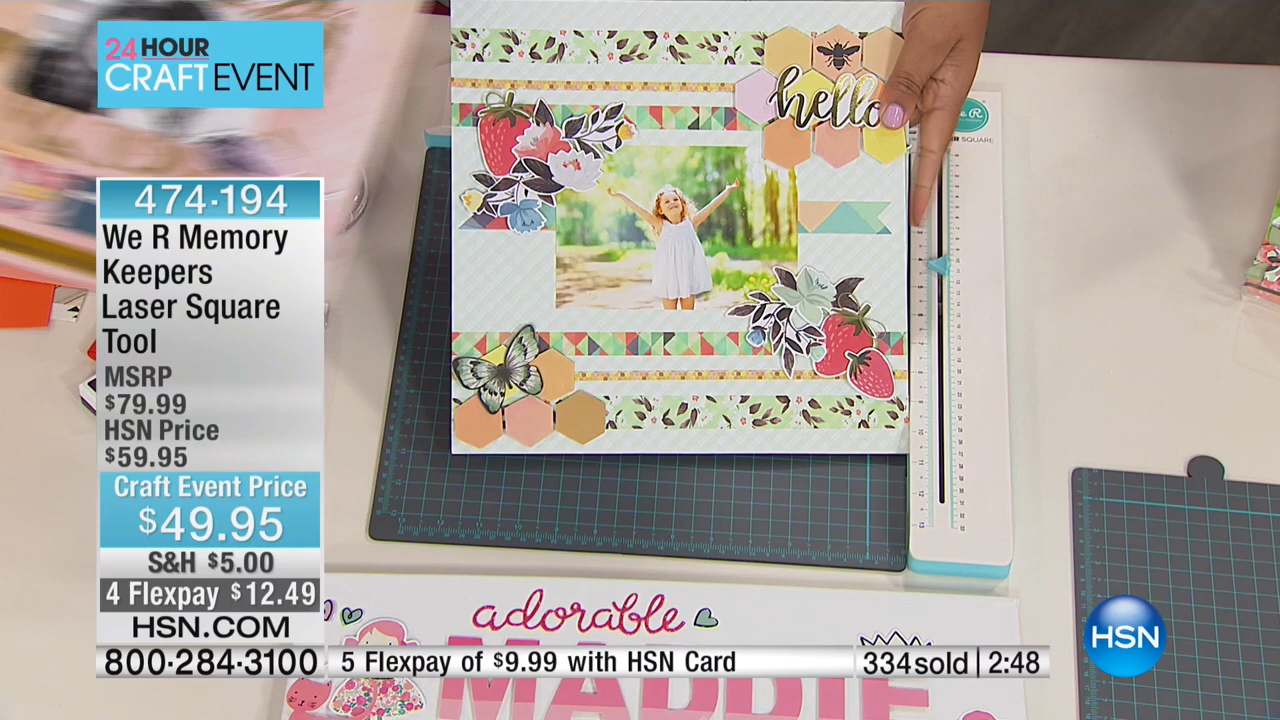 24 HOUR
CRAFT EVENT
474·194
We R Memory
Keepers
Laser Square
Tool
MSRP
$79.99
HSN Price
$59.95
Craft Event Price
$49.95
S&H $5.00
4 Flexpay $12.49
HSN.COM
800·284·3100
5 Flexpay of $9.99 with HSN Card
334 sold | 2:48
HSN
hello
SQUARE
adorable
MADDIE